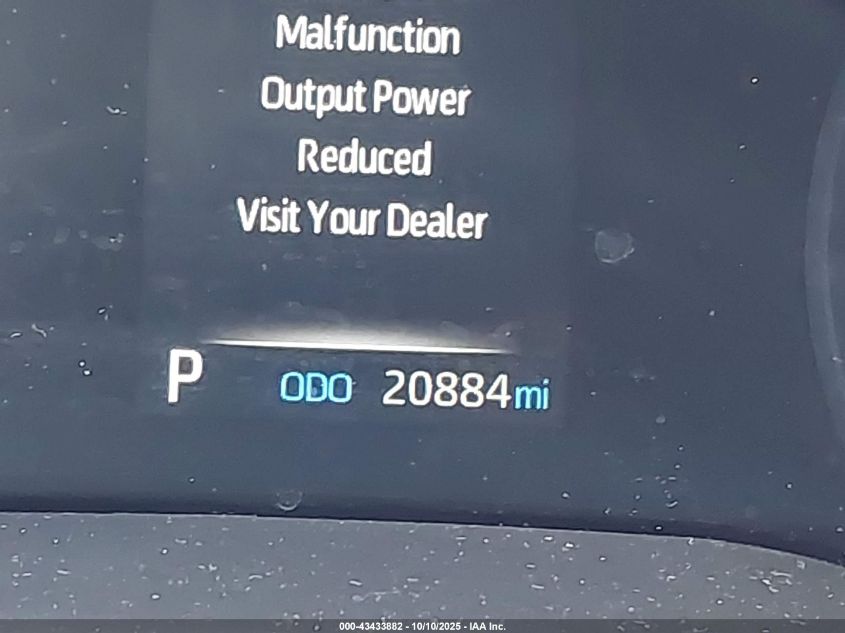 Malfunction
Output Power
Reduced
Visit Your Dealer
P ODO 20884mi
000-43433882 - 10/10/2025 - IAA Inc.